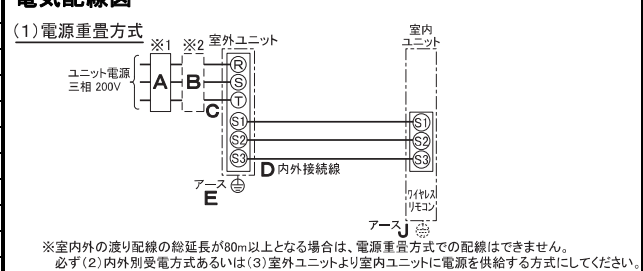 電気配線図
(1)電源重畳方式
※1 ※2 室外ユニット
室内
ユニット
ユニット電源
三相 200V
A
B
C
R
S
T
S1
S2
S3
S1
S2
S3
D 内外接続線
アース
E
ワイヤレス
リモコン
アース J
※室内外の渡り配線の総延長が80m以上となる場合は、電源重畳方式での配線はできません。
必ず(2)内外別受電方式あるいは(3)室外ユニットより室内ユニットに電源を供給する方式にしてください。